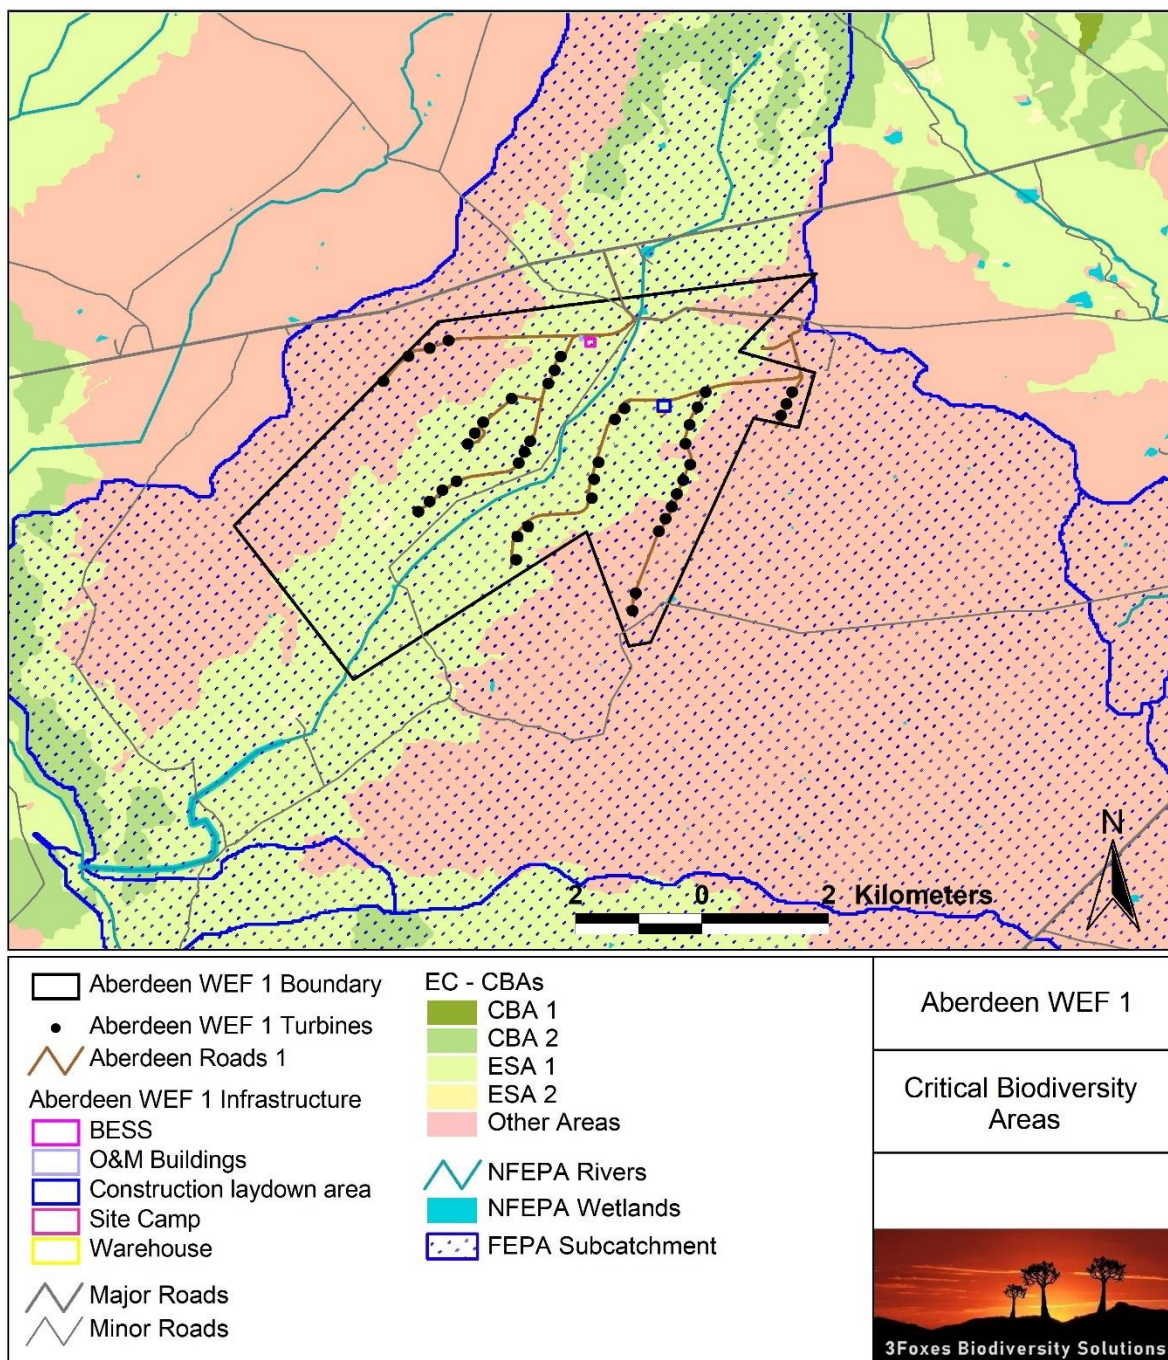 N
2 0 2 Kilometers
Aberdeen WEF 1 Boundary
Aberdeen WEF 1 Turbines
Aberdeen Roads 1
Aberdeen WEF 1 Infrastructure
BESS
O&M Buildings
Construction laydown area
Site Camp
Warehouse
Major Roads
Minor Roads
EC - CBAs
CBA 1
CBA 2
ESA 1
ESA 2
Other Areas
NFEPA Rivers
NFEPA Wetlands
FEPA Subcatchment
Aberdeen WEF 1
Critical Biodiversity
Areas
3Foxes Biodiversity Solutions